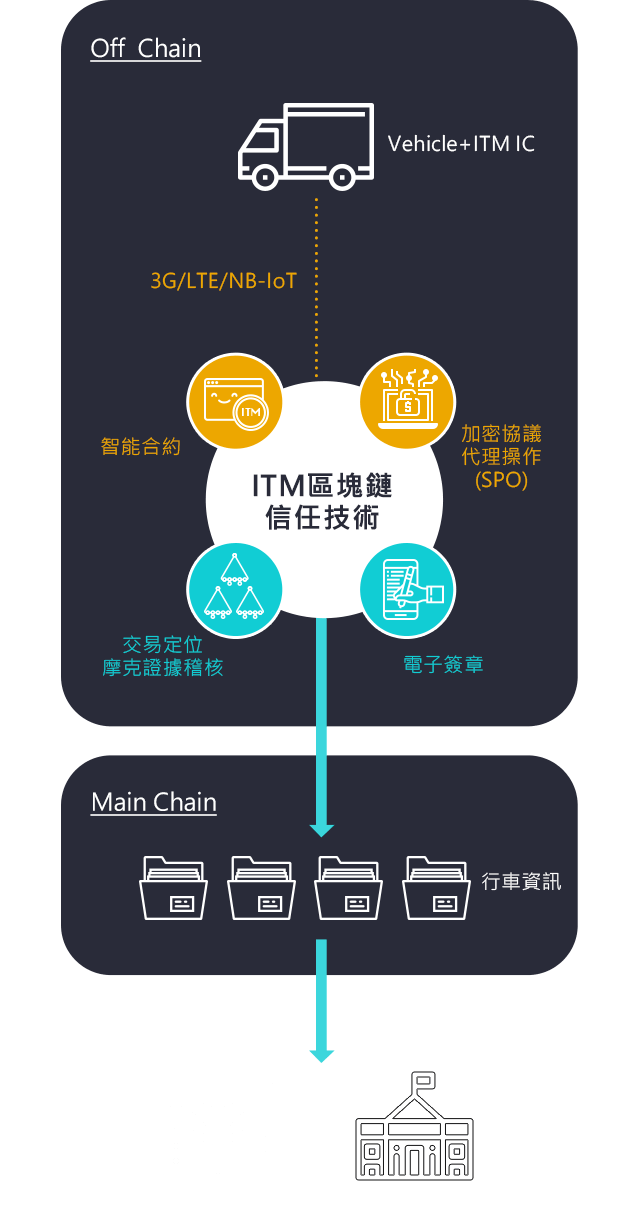 Off Chain
Vehicle+ITM IC
3G/LTE/NB-IoT
ITM
智能合約
加密協議
代理操作
(SPO)
ITM區塊鏈
信任技術
交易定位
摩克證據稽核
電子簽章
Main Chain
行車資訊